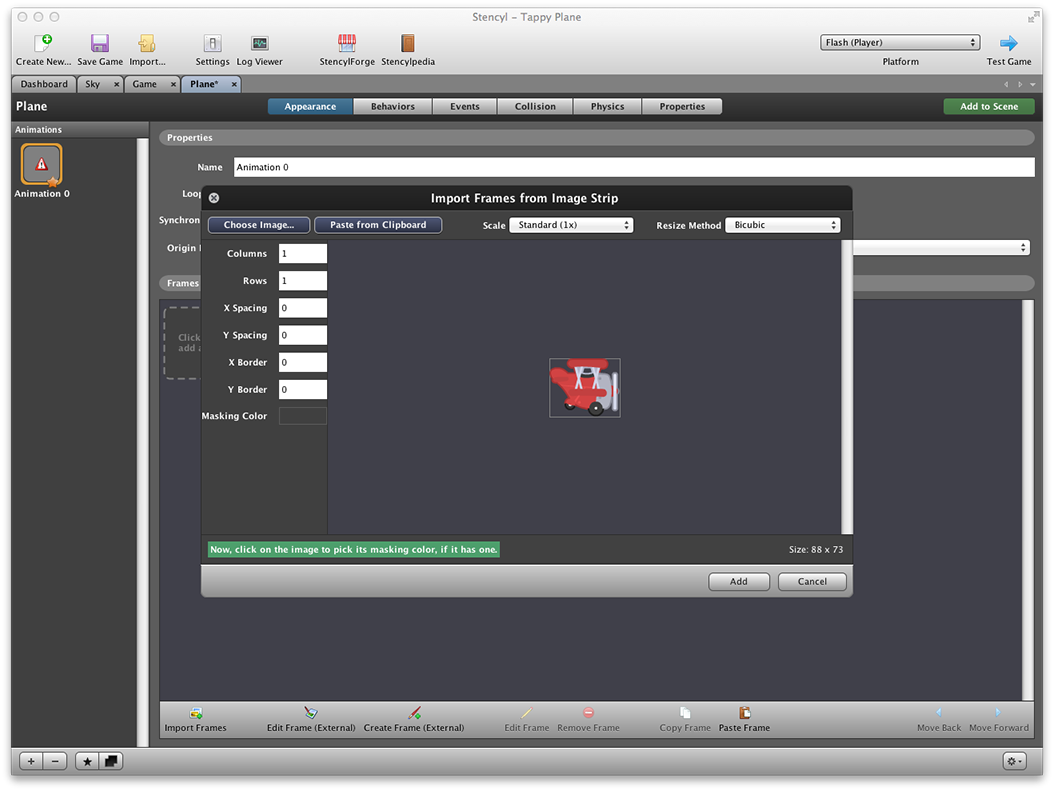 Stencyl – Tappy Plane
Create New... Save Game Import... Settings Log Viewer StencylForge Stencylpedia Flash (Player) Platform Test Game
Dashboard Sky × Game × Plane* ×
Plane Appearance Behaviors Events Collision Physics Properties Add to Scene
Animations
Animation 0
Properties
Name Animation 0
Loop
Synchron
Origin
Frames
Click
add a
Import Frames from Image Strip
Choose Image... Paste from Clipboard Scale Standard (1x) Resize Method Bicubic
Columns 1
Rows 1
X Spacing 0
Y Spacing 0
X Border 0
Y Border 0
Masking Color
Now, click on the image to pick its masking color, if it has one. Size: 88 x 73
Add Cancel
Import Frames Edit Frame (External) Create Frame (External) Edit Frame Remove Frame Copy Frame Paste Frame Move Back Move Forward